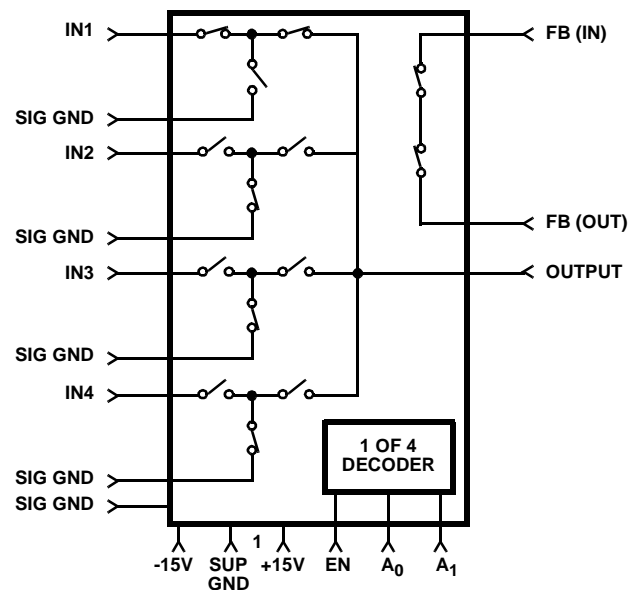 IN1
FB (IN)
SIG GND
IN2
SIG GND
FB (OUT)
IN3
OUTPUT
SIG GND
IN4
1 OF 4
DECODER
SIG GND
SIG GND
1
-15V
SUP
GND
+15V
EN
A0
A1